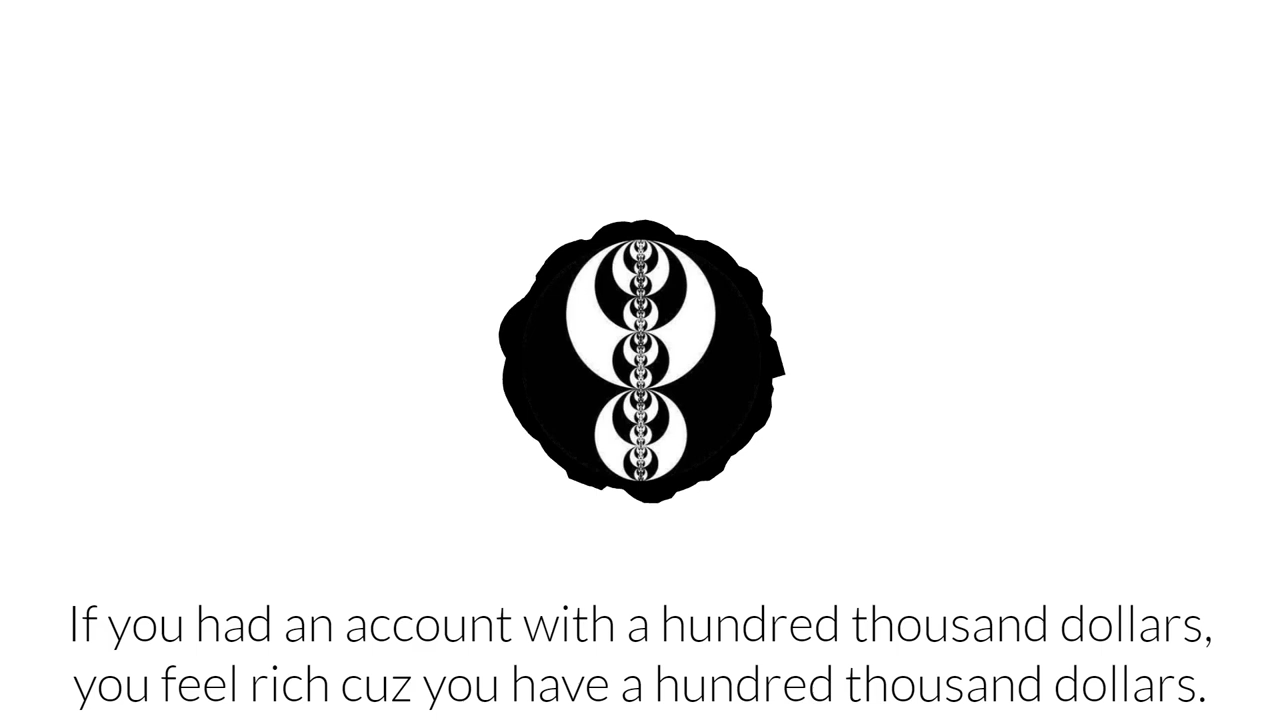 If you had an account with a hundred thousand dollars,
you feel rich cuz you have a hundred thousand dollars.